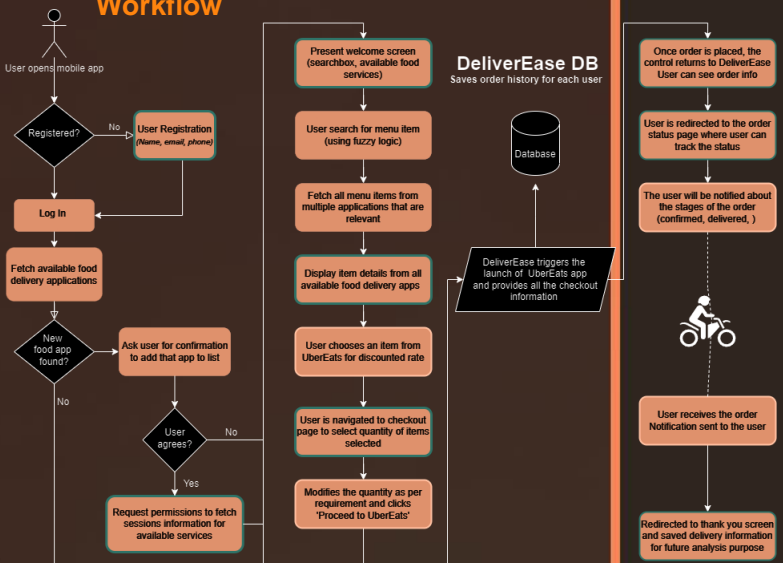 Workflow
User opens mobile app
Registered?
No
User Registration
(Name, email, phone)
Log In
Fetch available food
delivery applications
New
food app
found?
No
Ask user for confirmation
to add that app to list
User
agrees?
No
Yes
Request permissions to fetch
sessions information for
available services
Present welcome screen
(searchbox, available food
services)
User search for menu item
(using fuzzy logic)
Fetch all menu items from
multiple applications that are
relevant
Display item details from all
available food delivery apps
User chooses an item from
UberEats for discounted rate
User is navigated to checkout
page to select quantity of items
selected
Modifies the quantity as per
requirement and clicks
'Proceed to UberEats'
DeliverEase DB
Saves order history for each user
Database
DeliverEase triggers the
launch of UberEats app
and provides all the checkout
information
Once order is placed, the
control returns to DeliverEase
User can see order info
User is redirected to the order
status page where user can
track the status
The user will be notified about
the stages of the order
(confirmed, delivered, )
User receives the order
Notification sent to the user
Redirected to thank you screen
and saved delivery information
for future analysis purpose